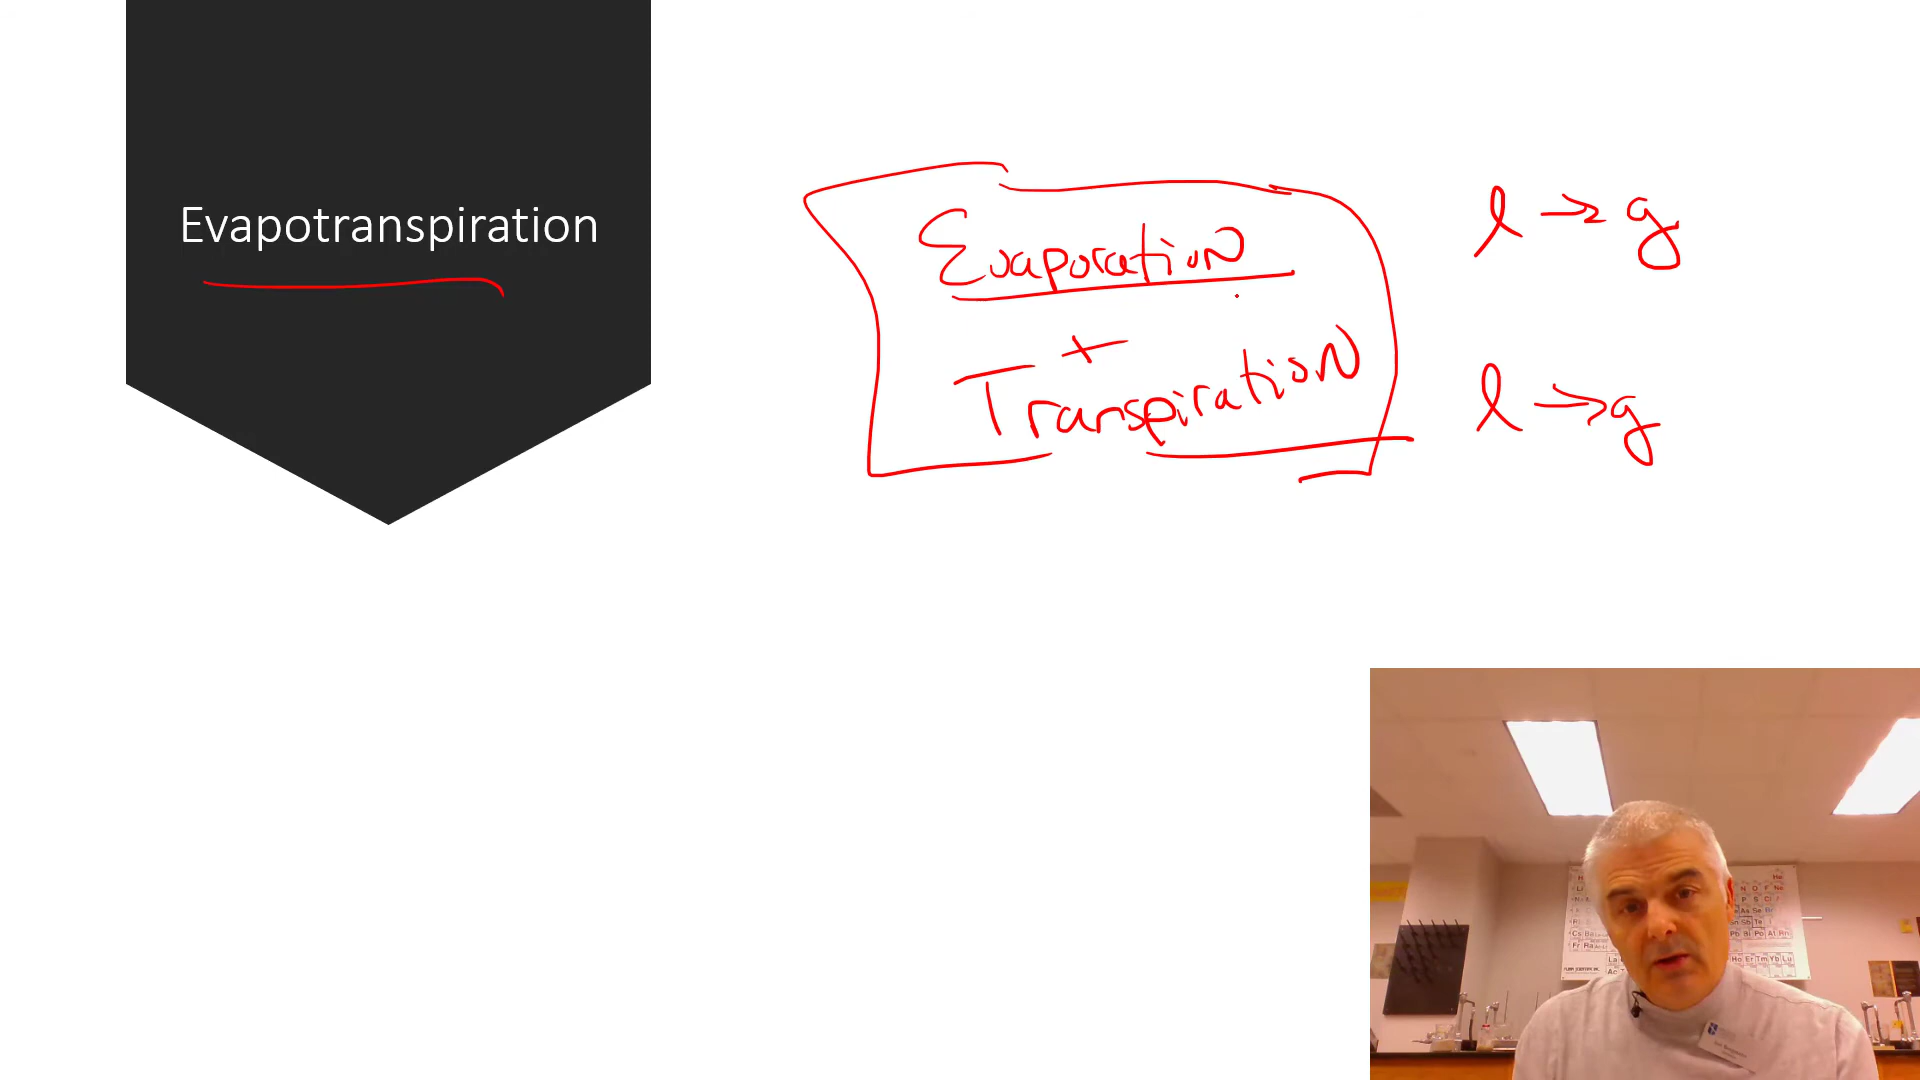 Evapotranspiration
Evaporation
+
Transpiration
l → g
l → g